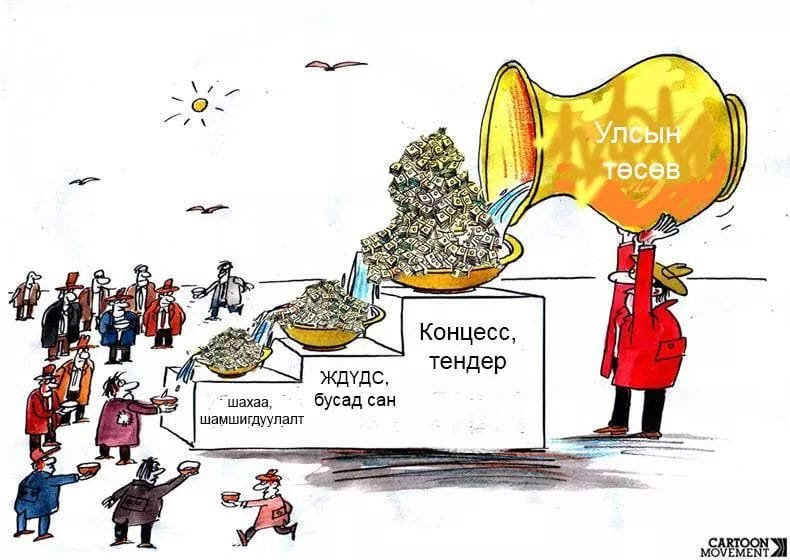 Улсын
төсөв
Концесс,
тендер
ЖДҮДС,
бусад сан
шахаа,
шамшигдуулалт
CARTOON
MOVEMENT